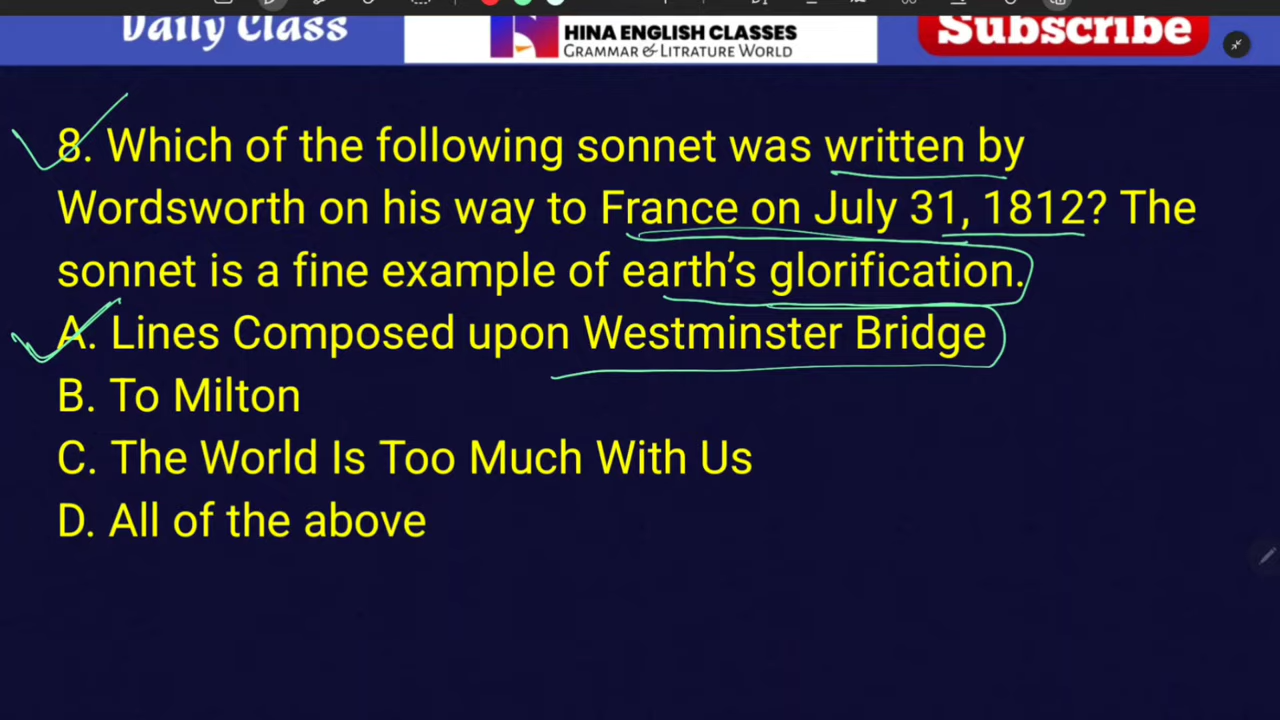 Daily Class
HINA ENGLISH CLASSES
GRAMMAR & LITRATURE WORLD
Subscribe
8. Which of the following sonnet was written by
Wordsworth on his way to France on July 31, 1812? The
sonnet is a fine example of earth's glorification.
A. Lines Composed upon Westminster Bridge
B. To Milton
C. The World Is Too Much With Us
D. All of the above